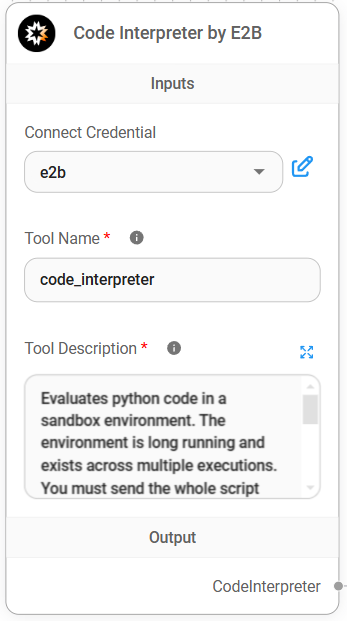 Code Interpreter by E2B
Inputs
Connect Credential
e2b
Tool Name *
code_interpreter
Tool Description *
Evaluates python code in a
sandbox environment. The
environment is long running and
exists across multiple executions.
You must send the whole script
Output
CodeInterpreter